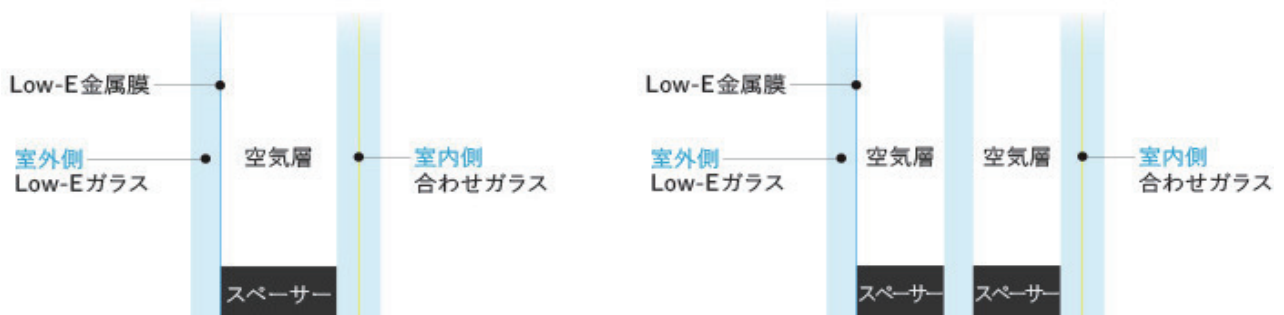 Low-E金属膜
室外側
Low-Eガラス
空気層
室内側
合わせガラス
スペーサー
Low-E金属膜
室外側
Low-Eガラス
空気層
空気層
室内側
合わせガラス
スペーサー
スペーサー